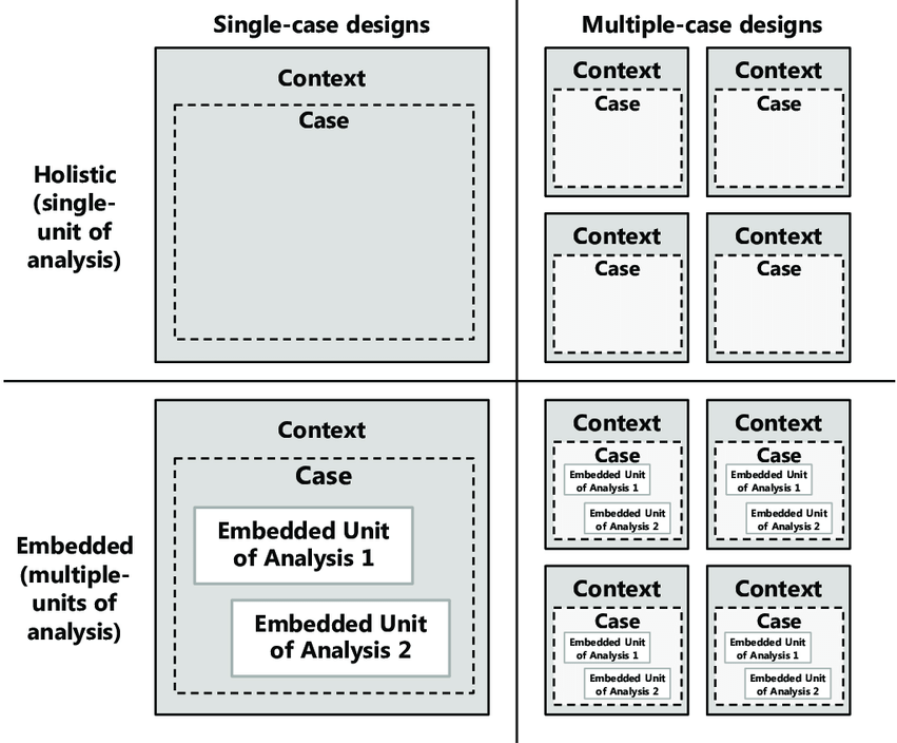 Single-case designs
Multiple-case designs
Holistic
(single-
unit of
analysis)
Context
Case
Context
Case
Context
Case
Context
Case
Context
Case
Embedded
(multiple-
units of
analysis)
Context
Case
Embedded Unit
of Analysis 1
Embedded Unit
of Analysis 2
Context
Case
Embedded Unit
of Analysis 1
Embedded Unit
of Analysis 2
Context
Case
Embedded Unit
of Analysis 1
Embedded Unit
of Analysis 2
Context
Case
Embedded Unit
of Analysis 1
Embedded Unit
of Analysis 2
Context
Case
Embedded Unit
of Analysis 1
Embedded Unit
of Analysis 2